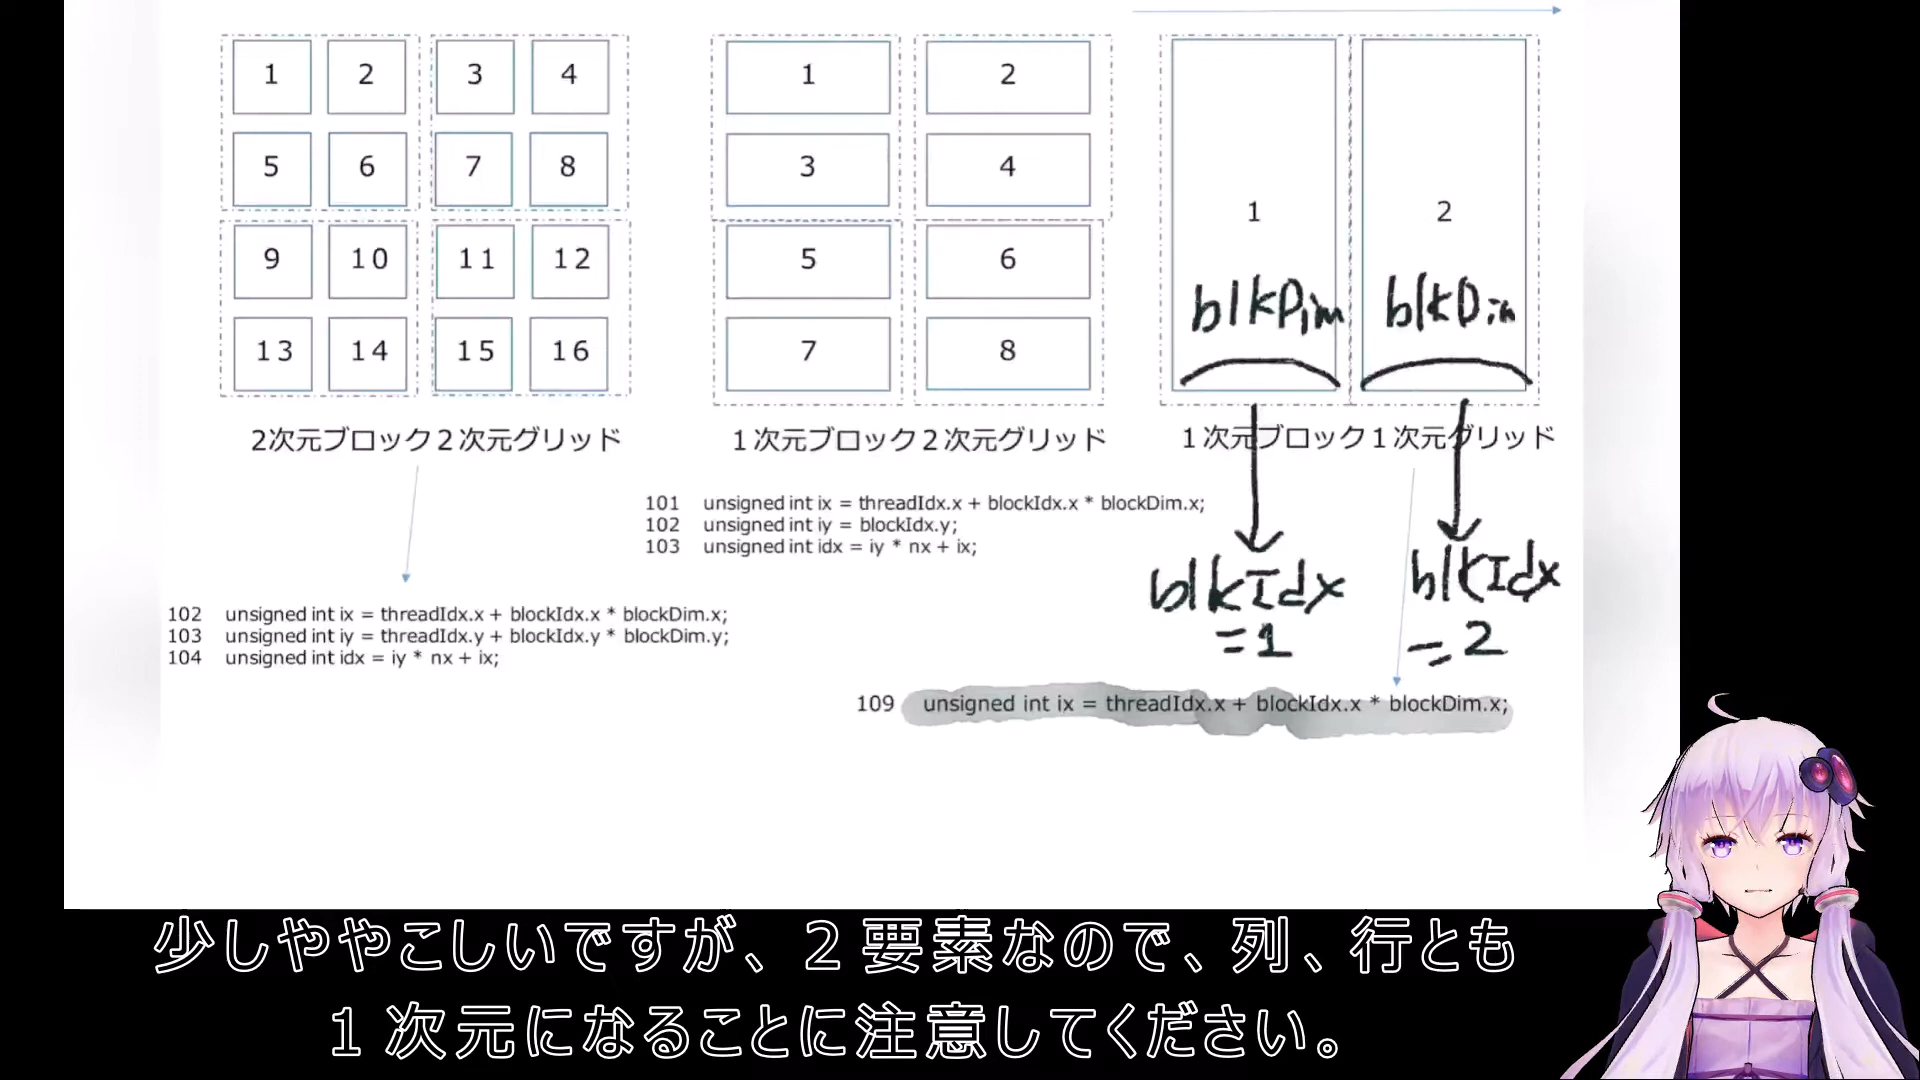 1 2 3 4
5 6 7 8
9 10 11 12
13 14 15 16
2次元ブロック2次元グリッド
102 unsigned int ix = threadIdx.x + blockIdx.x * blockDim.x;
103 unsigned int iy = threadIdx.y + blockIdx.y * blockDim.y;
104 unsigned int idx = iy * nx + ix;
1 2
3 4
5 6
7 8
1次元ブロック2次元グリッド
101 unsigned int ix = threadIdx.x + blockIdx.x * blockDim.x;
102 unsigned int iy = blockIdx.y;
103 unsigned int idx = iy * nx + ix;
1 2
blkDim blkDim
1次元ブロック1次元グリッド
blkIdx blkIdx
=1 =2
109 unsigned int ix = threadIdx.x + blockIdx.x * blockDim.x;
少しややこしいですが、2要素なので、列、行とも
1次元になることに注意してください。